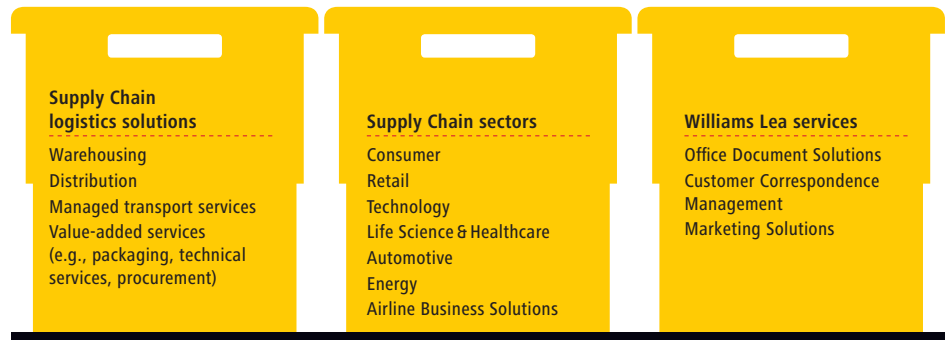 Supply Chain
logistics solutions
Warehousing
Distribution
Managed transport services
Value-added services
(e.g., packaging, technical
services, procurement)
Supply Chain sectors
Consumer
Retail
Technology
Life Science & Healthcare
Automotive
Energy
Airline Business Solutions
Williams Lea services
Office Document Solutions
Customer Correspondence
Management
Marketing Solutions